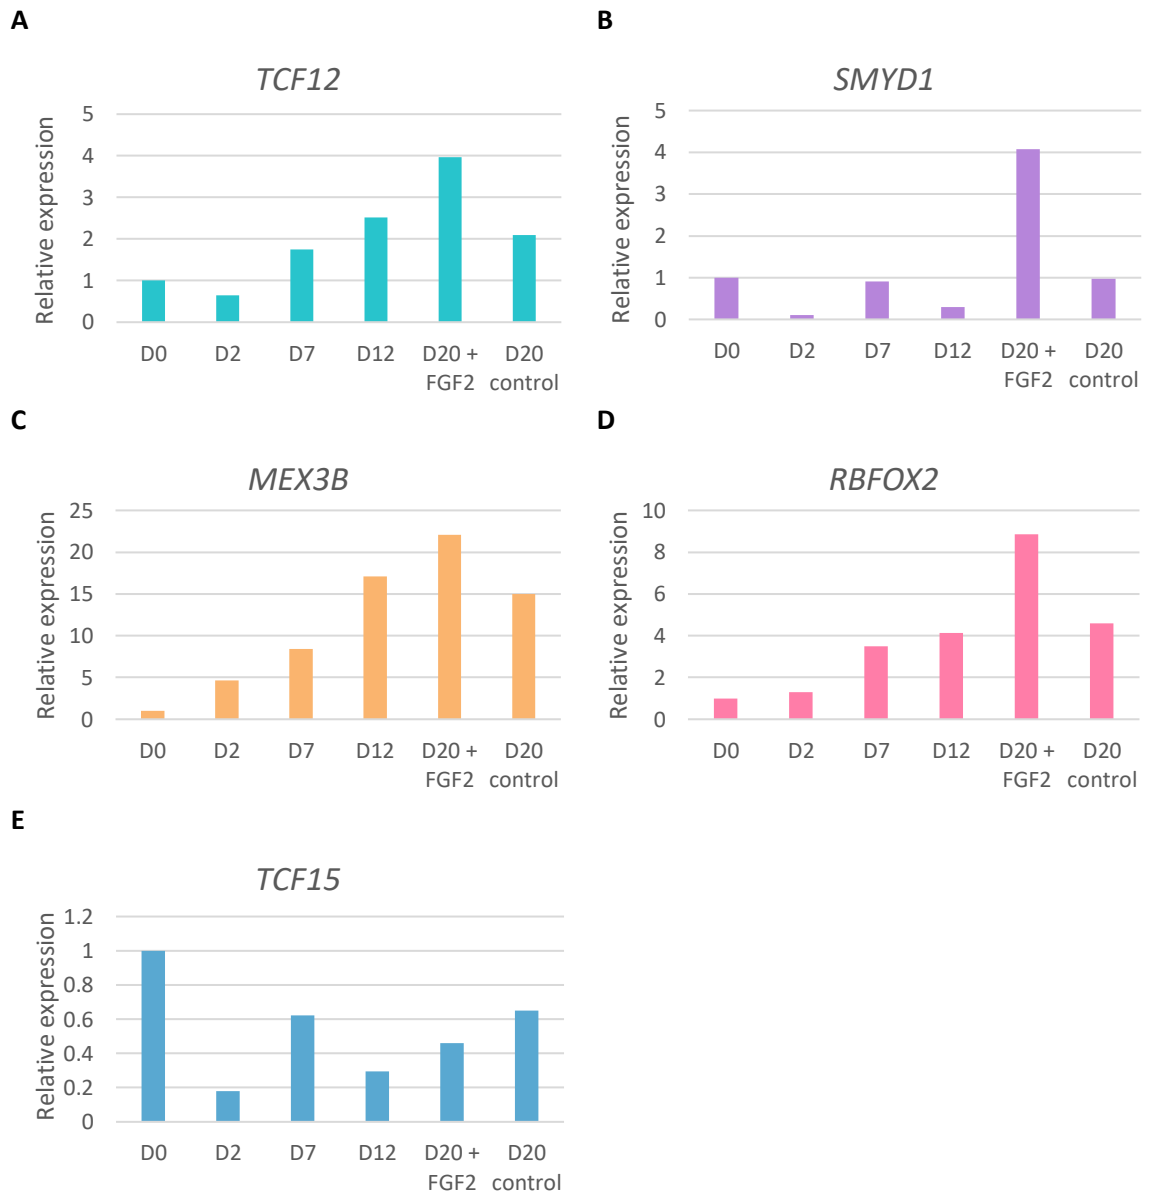 A
TCF12
Relative expression
5
4
3
2
1
0
D0 D2 D7 D12 D20 + D20
FGF2 control
B
SMYD1
Relative expression
5
4
3
2
1
0
D0 D2 D7 D12 D20 + D20
FGF2 control
C
MEX3B
Relative expression
25
20
15
10
5
0
D0 D2 D7 D12 D20 + D20
FGF2 control
D
RBFOX2
Relative expression
10
8
6
4
2
0
D0 D2 D7 D12 D20 + D20
FGF2 control
E
TCF15
Relative expression
1.2
1
0.8
0.6
0.4
0.2
0
D0 D2 D7 D12 D20 + D20
FGF2 control